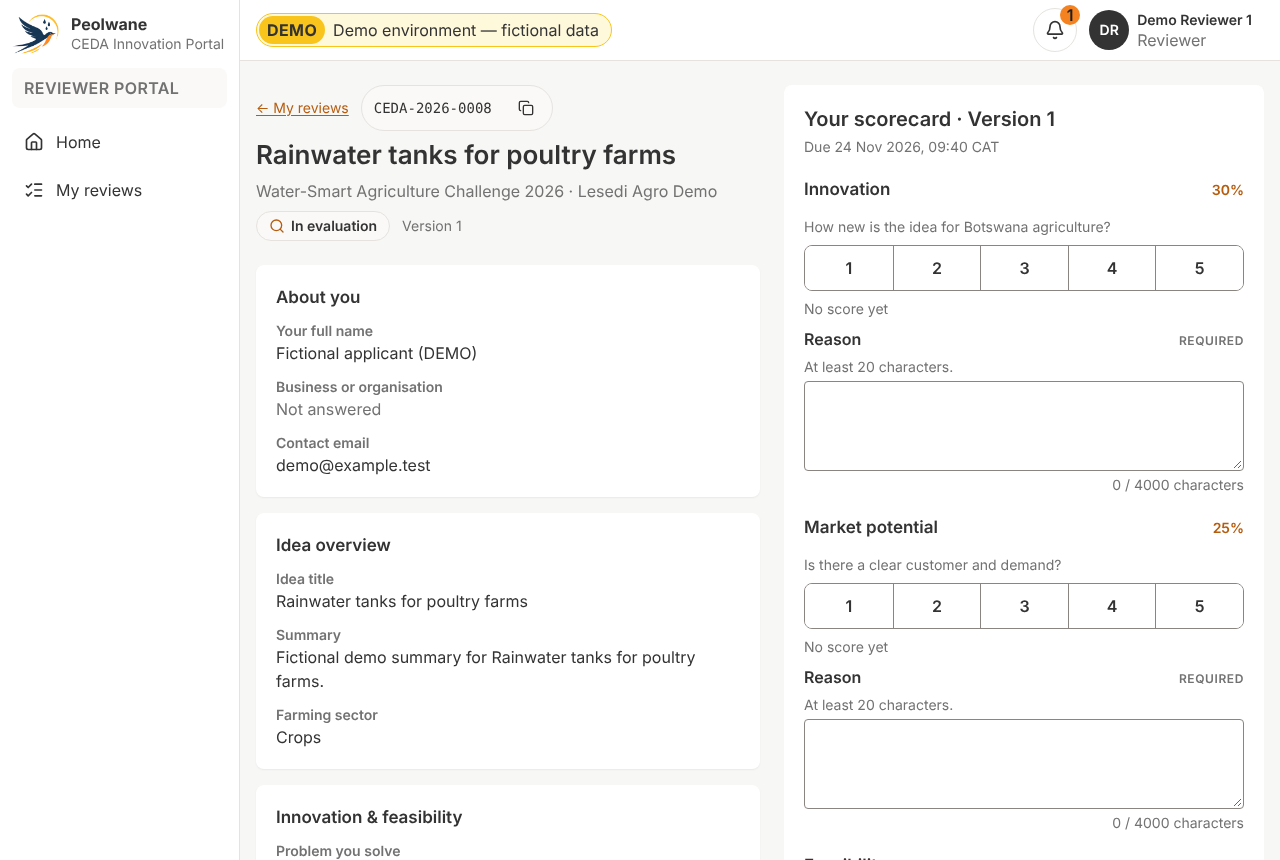 Peolwane
CEDA Innovation Portal
REVIEWER PORTAL
Home
My reviews
DEMO Demo environment — fictional data
1
DR
Demo Reviewer 1
Reviewer
← My reviews
CEDA-2026-0008
Rainwater tanks for poultry farms
Water-Smart Agriculture Challenge 2026 · Lesedi Agro Demo
In evaluation
Version 1
About you
Your full name
Fictional applicant (DEMO)
Business or organisation
Not answered
Contact email
demo@example.test
Idea overview
Idea title
Rainwater tanks for poultry farms
Summary
Fictional demo summary for Rainwater tanks for poultry
farms.
Farming sector
Crops
Innovation & feasibility
Problem you solve
Your scorecard · Version 1
Due 24 Nov 2026, 09:40 CAT
Innovation 30%
How new is the idea for Botswana agriculture?
1 2 3 4 5
No score yet
Reason REQUIRED
At least 20 characters.
0 / 4000 characters
Market potential 25%
Is there a clear customer and demand?
1 2 3 4 5
No score yet
Reason REQUIRED
At least 20 characters.
0 / 4000 characters